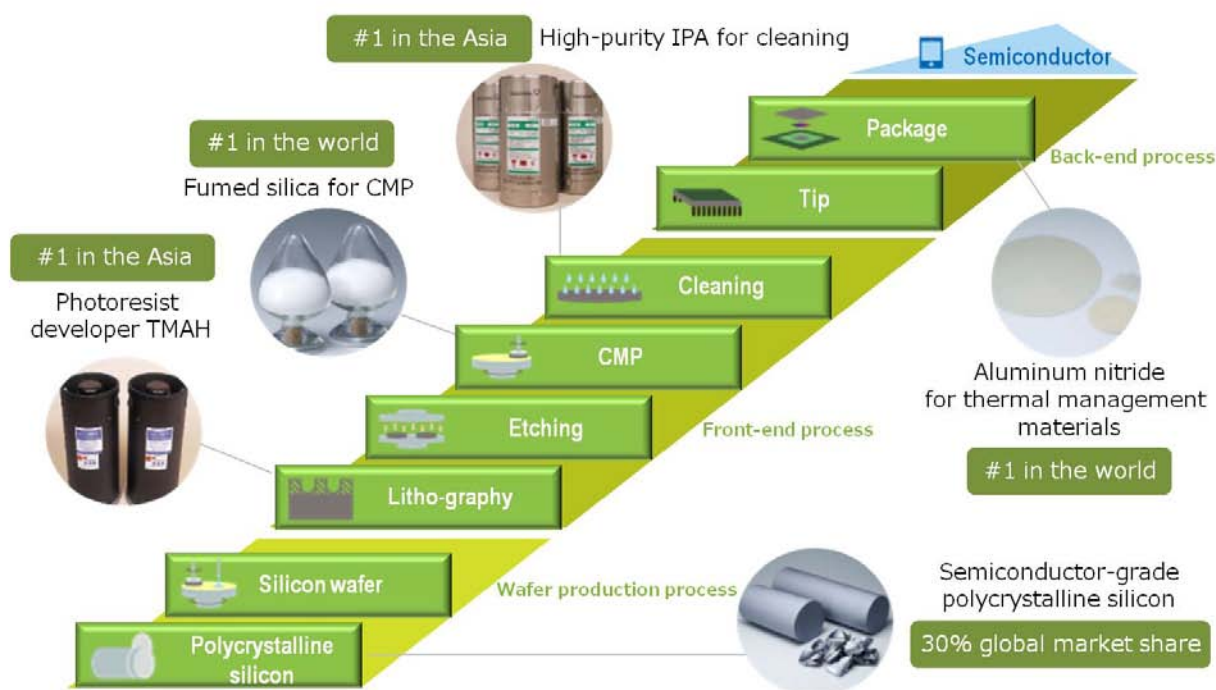 #1 in the Asia
High-purity IPA for cleaning
Semiconductor
#1 in the world
Fumed silica for CMP
Package
Back-end process
Tip
#1 in the Asia
Photoresist
developer TMAH
Cleaning
CMP
Aluminum nitride
for thermal management
materials
#1 in the world
Etching
Front-end process
Litho-graphy
Silicon wafer
Wafer production process
Semiconductor-grade
polycrystalline silicon
30% global market share
Polycrystalline
silicon